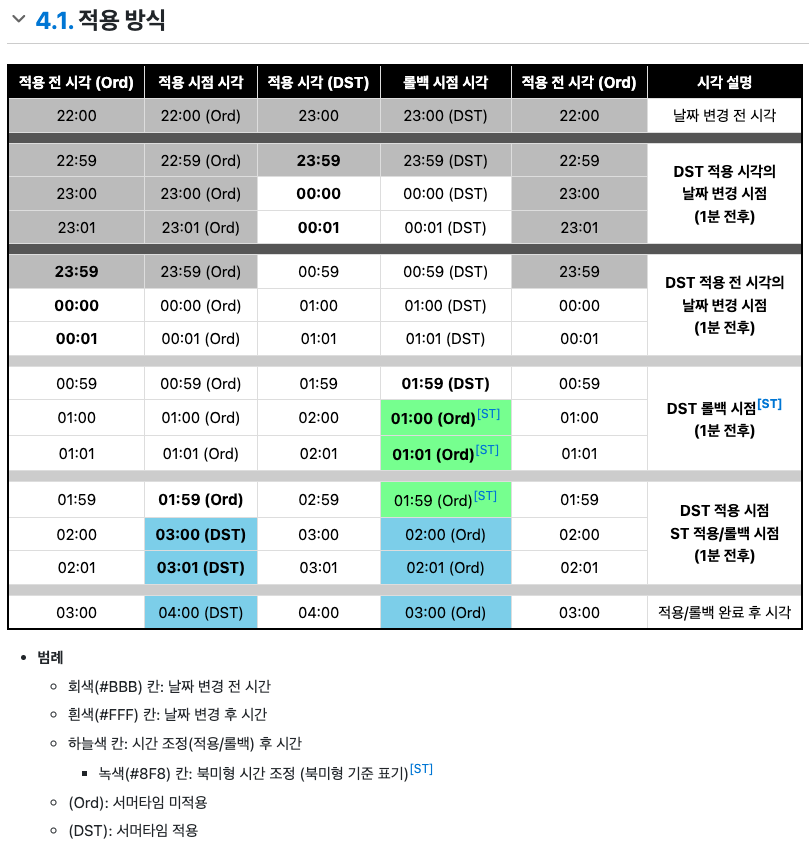 4.1. 적용 방식
적용 전 시각 (Ord) 적용 시점 시각 적용 시각 (DST) 롤백 시점 시각 적용 전 시각 (Ord) 시각 설명
22:00 22:00 (Ord) 23:00 23:00 (DST) 22:00 날짜 변경 전 시각
22:59 22:59 (Ord) 23:59 23:59 (DST) 22:59
DST 적용 시각의
23:00 23:00 (Ord) 00:00 00:00 (DST) 23:00
날짜 변경 시점
(1분 전후)
23:01 23:01 (Ord) 00:01 00:01 (DST) 23:01
23:59 23:59 (Ord) 00:59 00:59 (DST) 23:59
DST 적용 전 시각의
00:00 00:00 (Ord) 01:00 01:00 (DST) 00:00
날짜 변경 시점
(1분 전후)
00:01 00:01 (Ord) 01:01 01:01 (DST) 00:01
00:59 00:59 (Ord) 01:59 01:59 (DST) 00:59
DST 롤백 시점[ST]
01:00 01:00 (Ord) 02:00 01:00 (Ord)[ST] 01:00
(1분 전후)
01:01 01:01 (Ord) 02:01 01:01 (Ord)[ST] 01:01
01:59 01:59 (Ord) 02:59 01:59 (Ord)[ST] 01:59
DST 적용 시점
02:00 03:00 (DST) 03:00 02:00 (Ord) 02:00
ST 적용/롤백 시점
(1분 전후)
02:01 03:01 (DST) 03:01 02:01 (Ord) 02:01
03:00 04:00 (DST) 04:00 03:00 (Ord) 03:00 적용/롤백 완료 후 시각
범례
회색(#BBB) 칸: 날짜 변경 전 시간
흰색(#FFF) 칸: 날짜 변경 후 시간
하늘색 칸: 시간 조정(적용/롤백) 후 시간
녹색(#8F8) 칸: 북미형 시간 조정 (북미형 기준 표기)[ST]
(Ord): 서머타임 미적용
(DST): 서머타임 적용